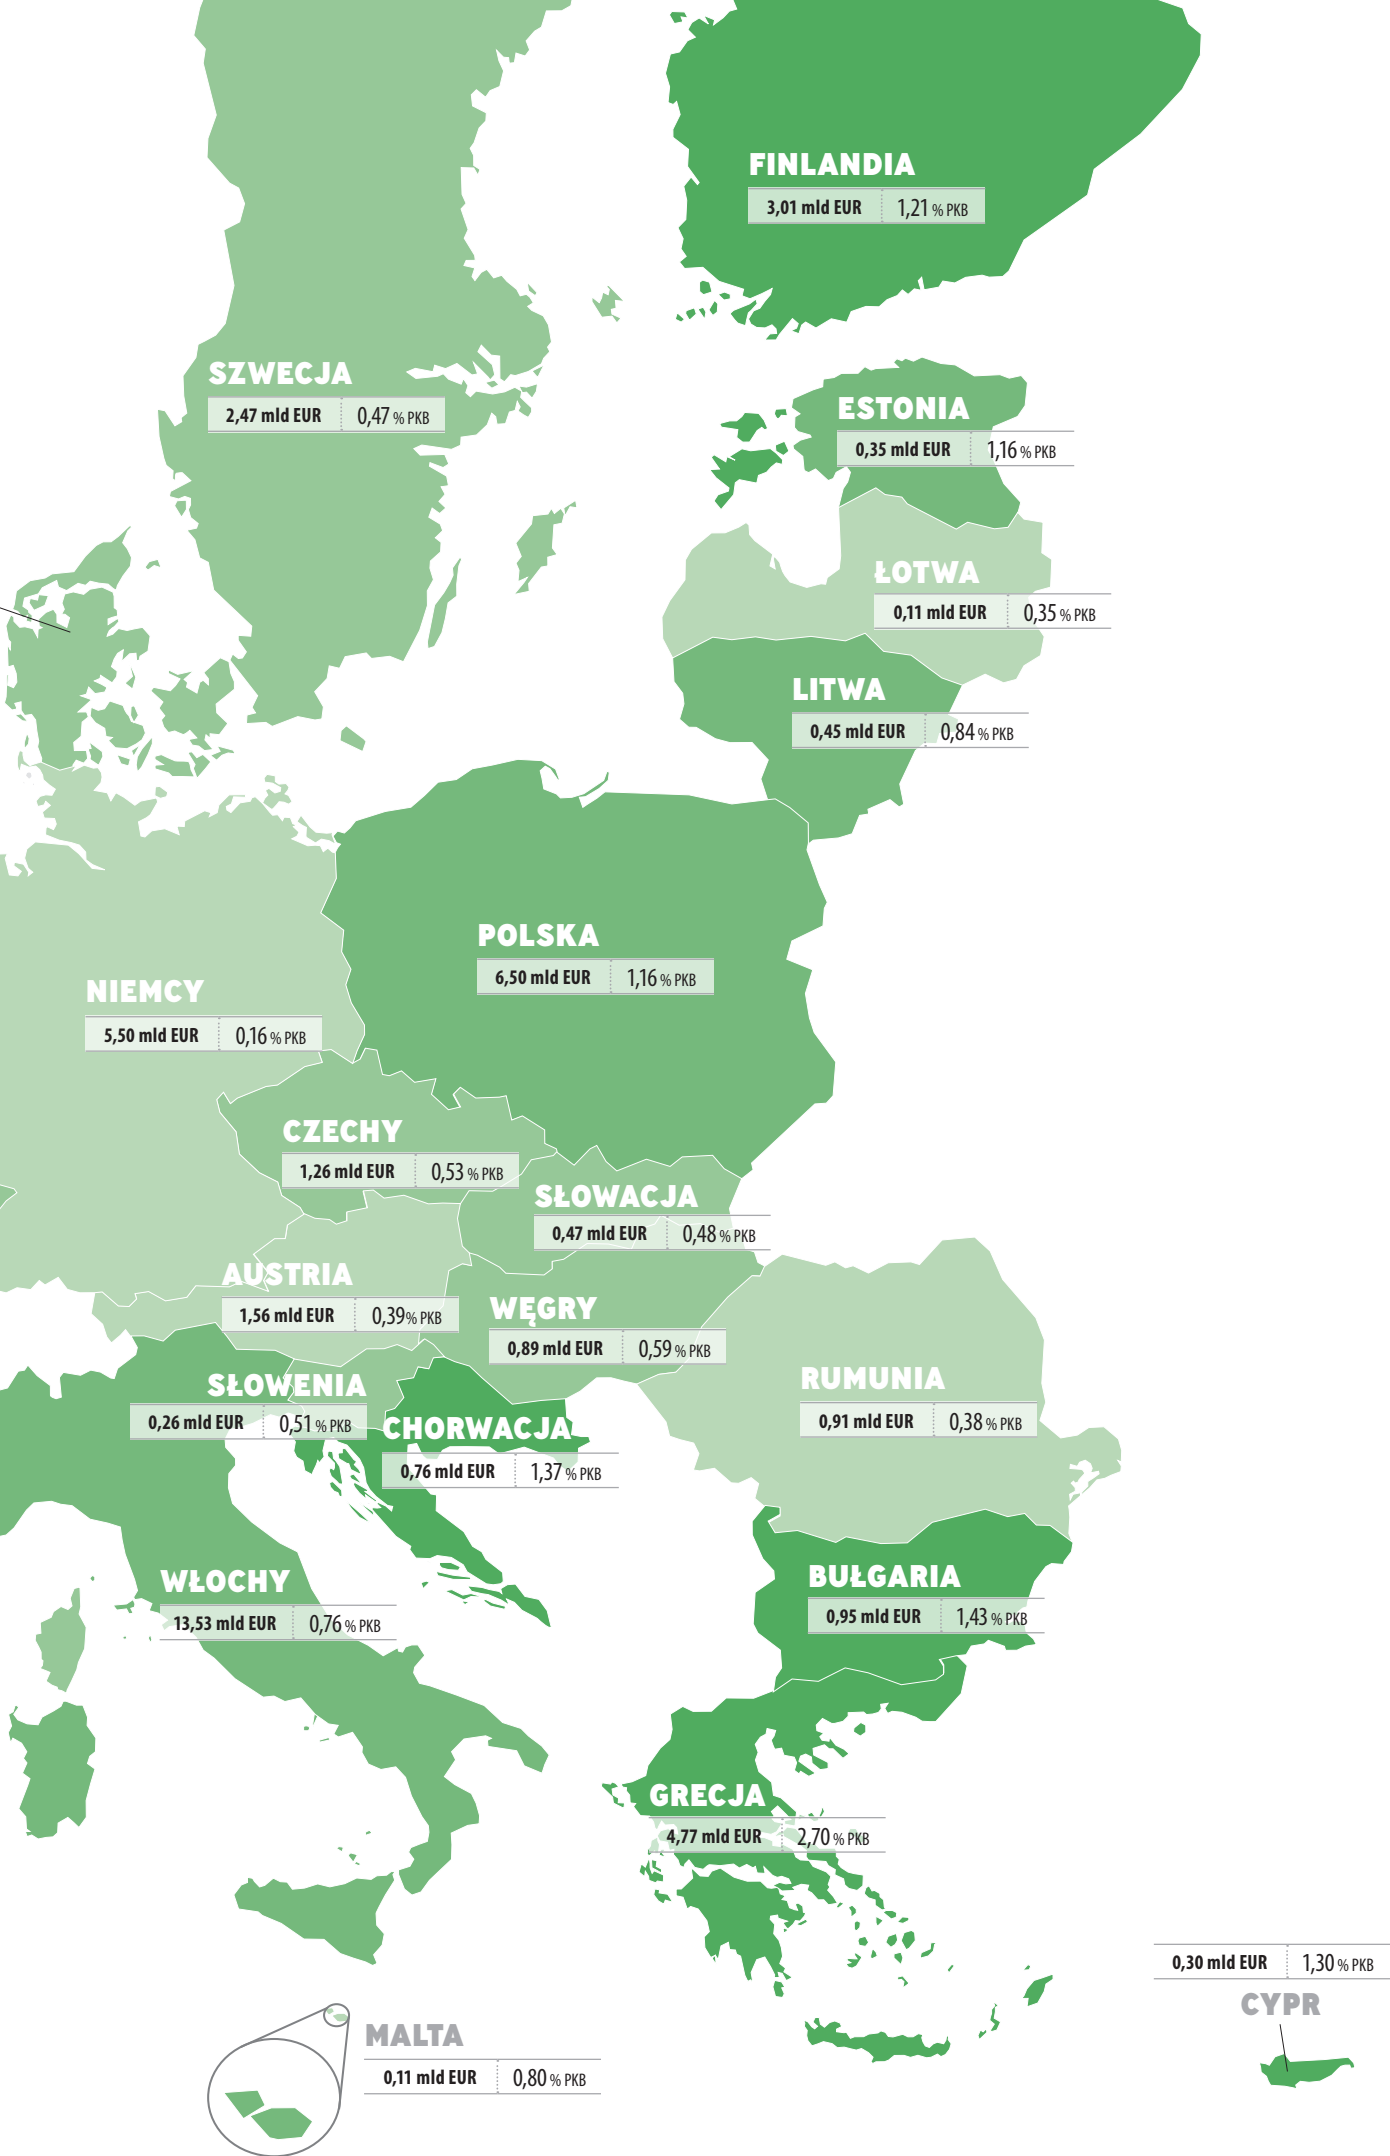 FINLANDIA
3,01 mld EUR 1,21 % PKB
SZWECJA
2,47 mld EUR 0,47 % PKB
ESTONIA
0,35 mld EUR 1,16 % PKB
ŁOTWA
0,11 mld EUR 0,35 % PKB
LITWA
0,45 mld EUR 0,84 % PKB
POLSKA
6,50 mld EUR 1,16 % PKB
NIEMCY
5,50 mld EUR 0,16 % PKB
CZECHY
1,26 mld EUR 0,53 % PKB
SŁOWACJA
0,47 mld EUR 0,48 % PKB
AUSTRIA
1,56 mld EUR 0,39% PKB
WĘGRY
0,89 mld EUR 0,59 % PKB
RUMUNIA
0,91 mld EUR 0,38 % PKB
SŁOWENIA
0,26 mld EUR 0,51 % PKB
CHORWACJA
0,76 mld EUR 1,37 % PKB
WŁOCHY
13,53 mld EUR 0,76 % PKB
BUŁGARIA
0,95 mld EUR 1,43 % PKB
GRECJA
4,77 mld EUR 2,70 % PKB
0,30 mld EUR 1,30 % PKB
CYPR
MALTA
0,11 mld EUR 0,80 % PKB